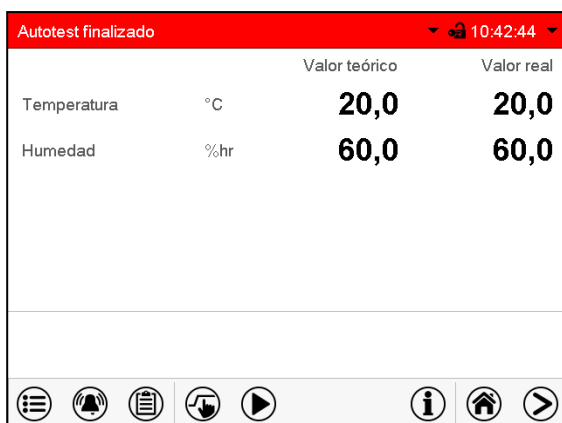 Autotest finalizado 10:42:44
Valor teórico Valor real
Temperatura °C 20,0 20,0
Humedad %hr 60,0 60,0